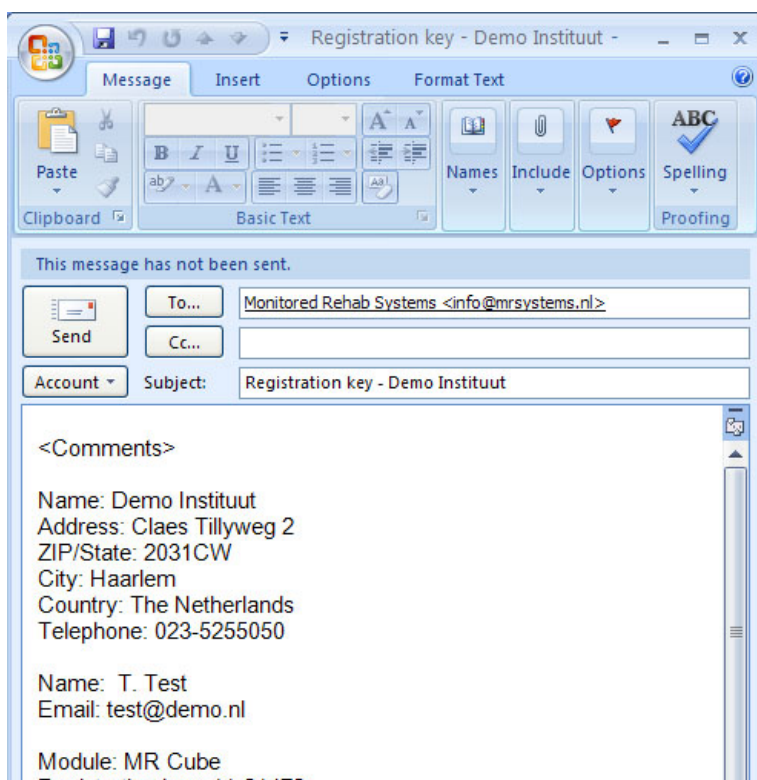 Registration key - Demo Instituut -
Message Insert Options Format Text
Paste
B I U
ab A
A A
Names Include Options
ABC
Spelling
Clipboard Basic Text Proofing
This message has not been sent.
Send
To... Monitored Rehab Systems <info@mrsystems.nl>
Cc...
Account Subject: Registration key - Demo Instituut
<Comments>
Name: Demo Instituut
Address: Claes Tillyweg 2
ZIP/State: 2031CW
City: Haarlem
Country: The Netherlands
Telephone: 023-5255050
Name: T. Test
Email: test@demo.nl
Module: MR Cube